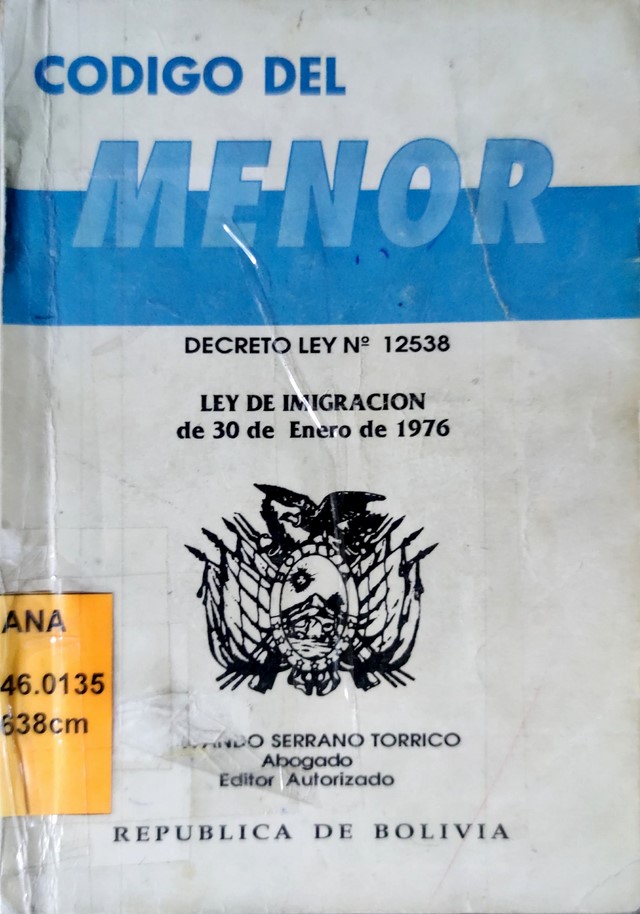 CODIGO DEL
MENOR
DECRETO LEY Nº 12538
LEY DE IMIGRACION
de 30 de Enero de 1976
ANA
46.0135
638cm
SERRANO TORRICO
Abogado
Editor Autorizado
REPUBLICA DE BOLIVIA